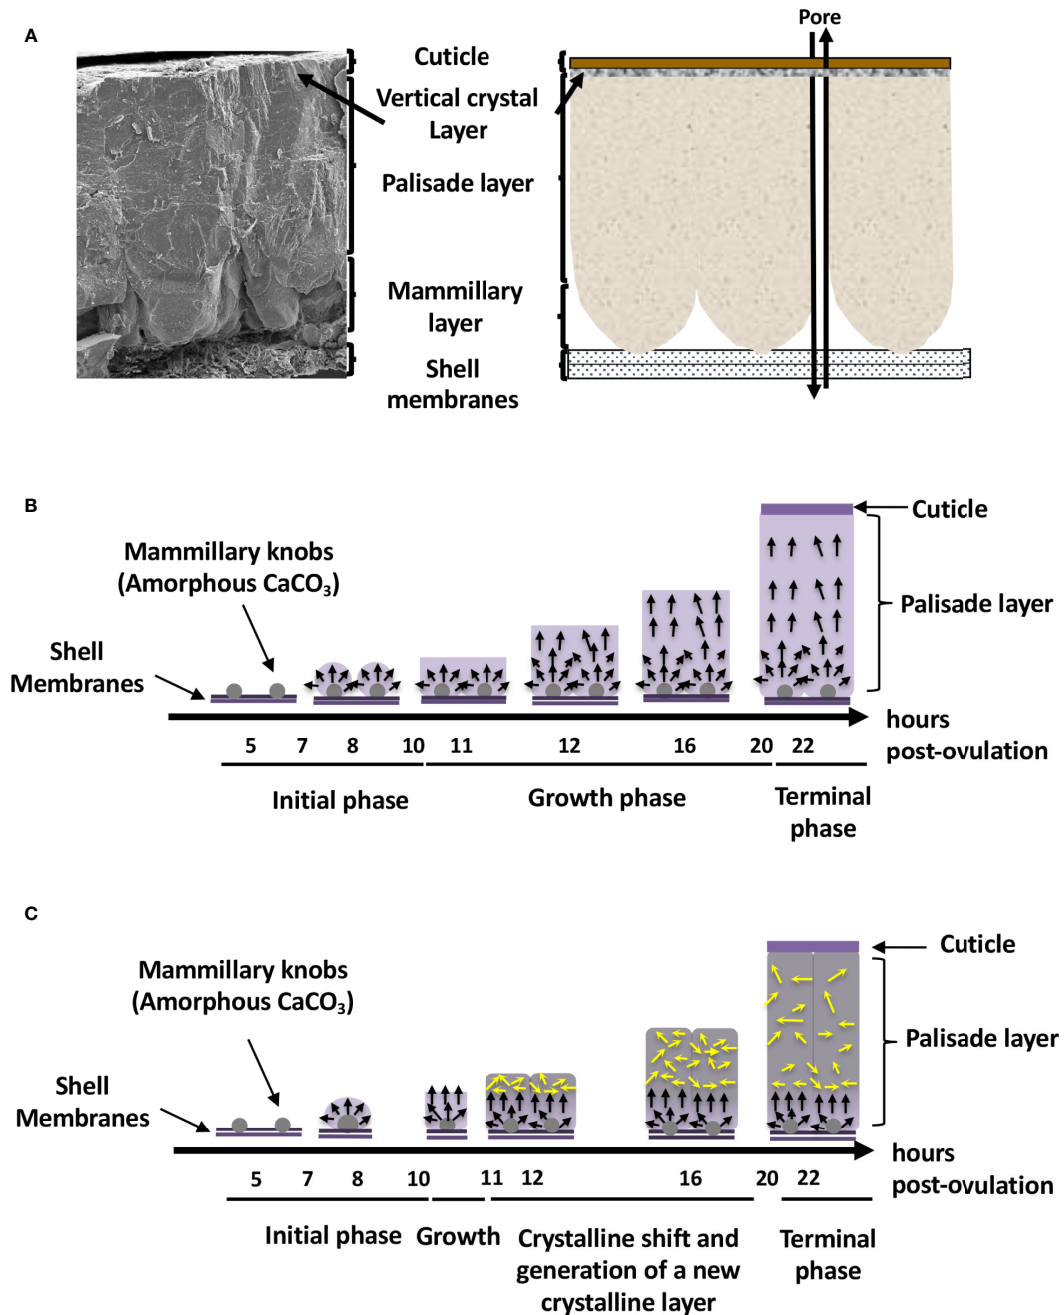 A
Pore
Cuticle
Vertical crystal
Layer
Palisade layer
Mammillary
layer
Shell
membranes
B
Cuticle
Mammillary knobs
(Amorphous CaCO₃)
Palisade layer
Shell
Membranes
hours
post-ovulation
5 7 8 10 11 12 16 20 22
Initial phase
Growth phase
Terminal
phase
C
Cuticle
Mammillary knobs
(Amorphous CaCO₃)
Palisade layer
Shell
Membranes
hours
post-ovulation
5 7 8 10 11 12 16 20 22
Initial phase
Growth
Crystalline shift and
generation of a new
crystalline layer
Terminal
phase